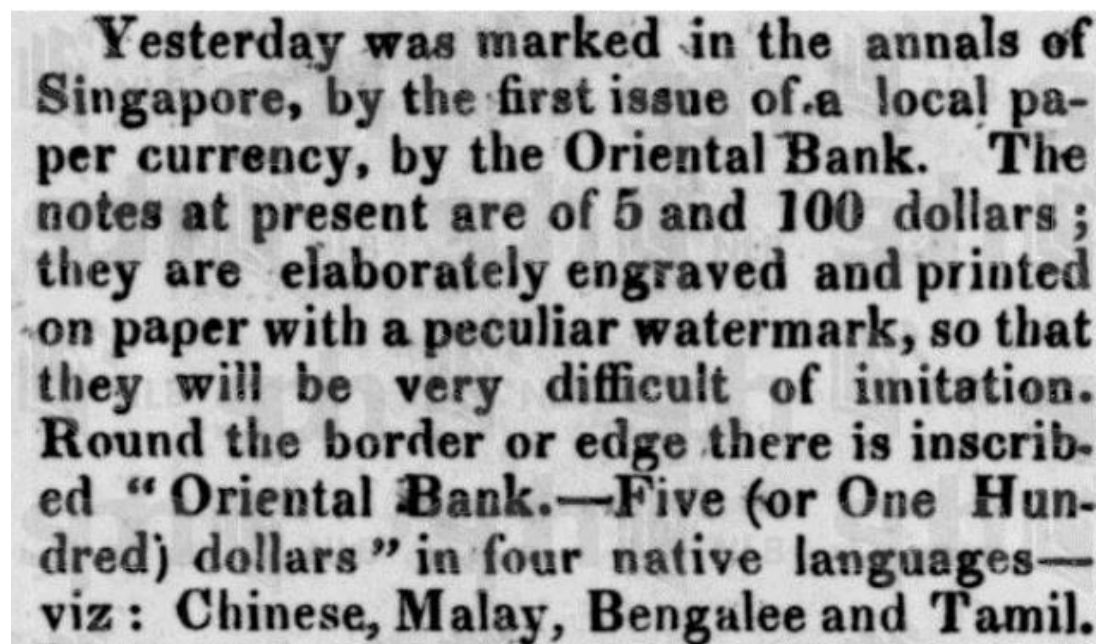 Yesterday was marked in the annals of
Singapore, by the first issue of a local pa-
per currency, by the Oriental Bank. The
notes at present are of 5 and 100 dollars ;
they are elaborately engraved and printed
on paper with a peculiar watermark, so that
they will be very difficult of imitation.
Round the border or edge there is inscrib-
ed “Oriental Bank.—Five (or One Hun-
dred) dollars” in four native languages—
viz : Chinese, Malay, Bengalee and Tamil.